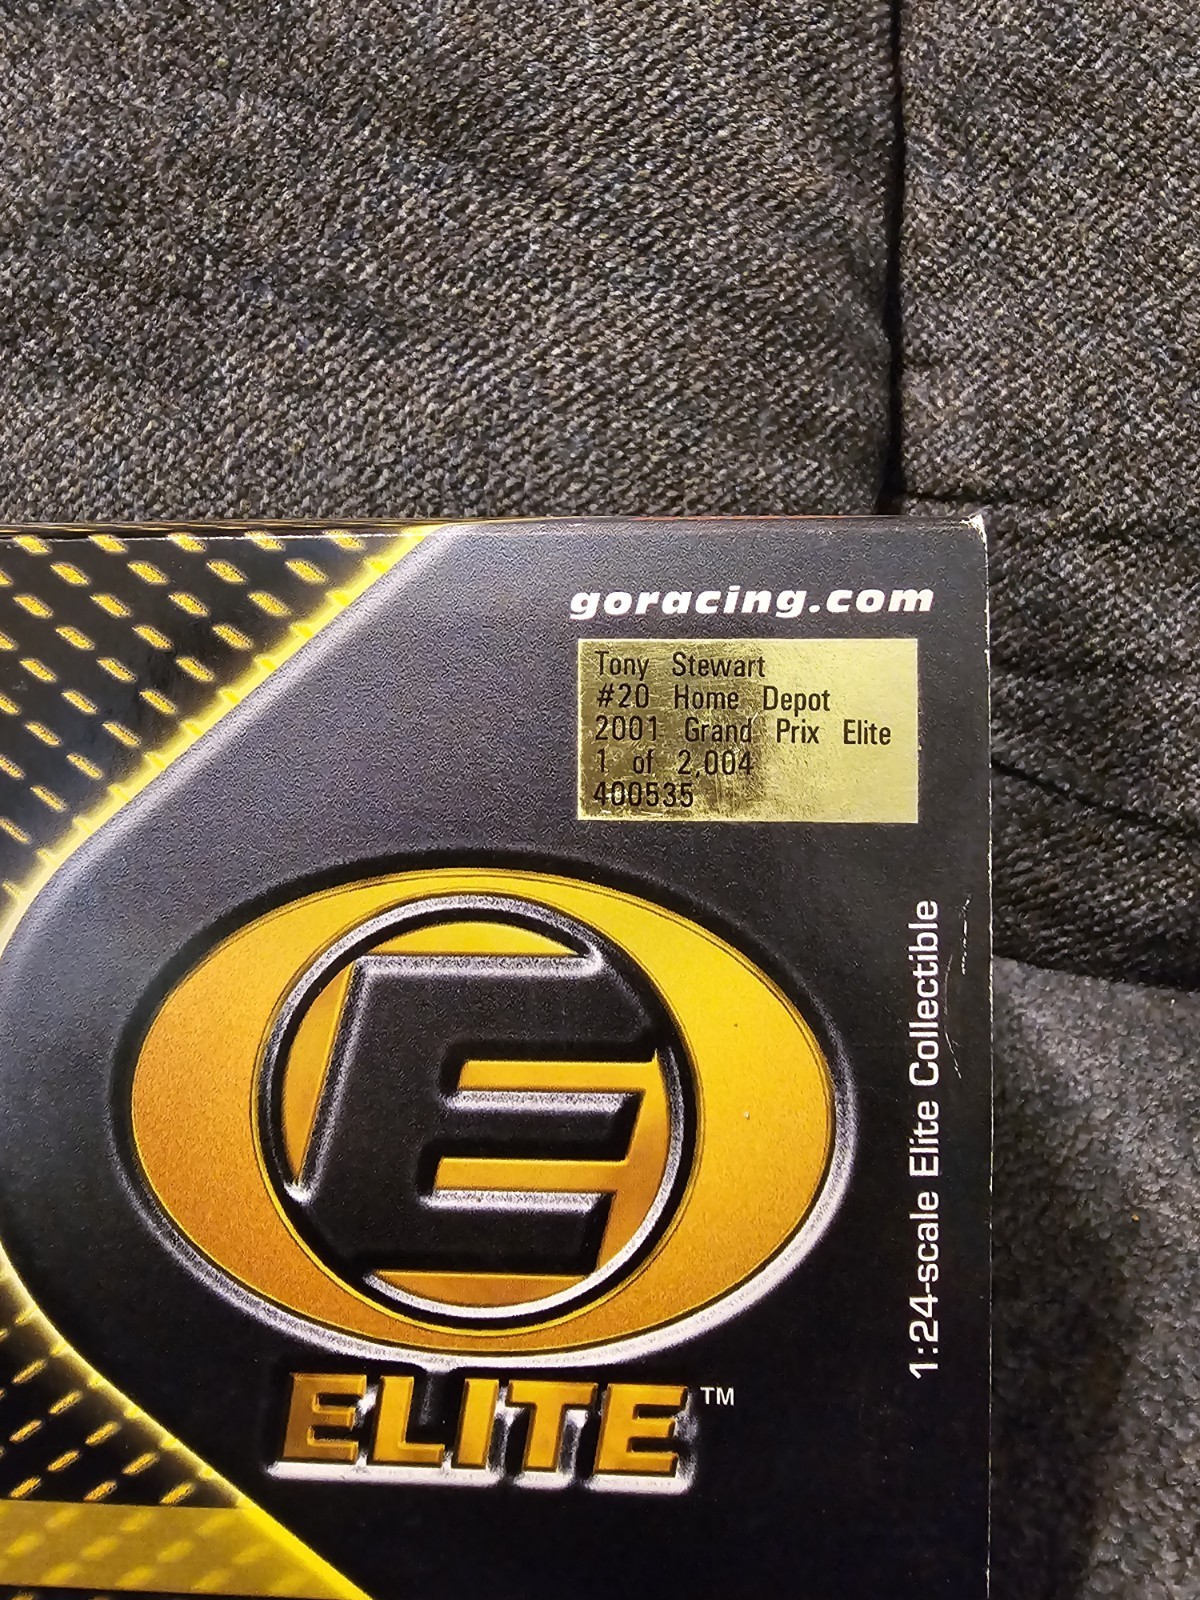 goracing.com
Tony Stewart
#20 Home Depot
2001 Grand Prix Elite
1 of 2,004
400535
1:24-scale Elite Collectible
E
ELITE™